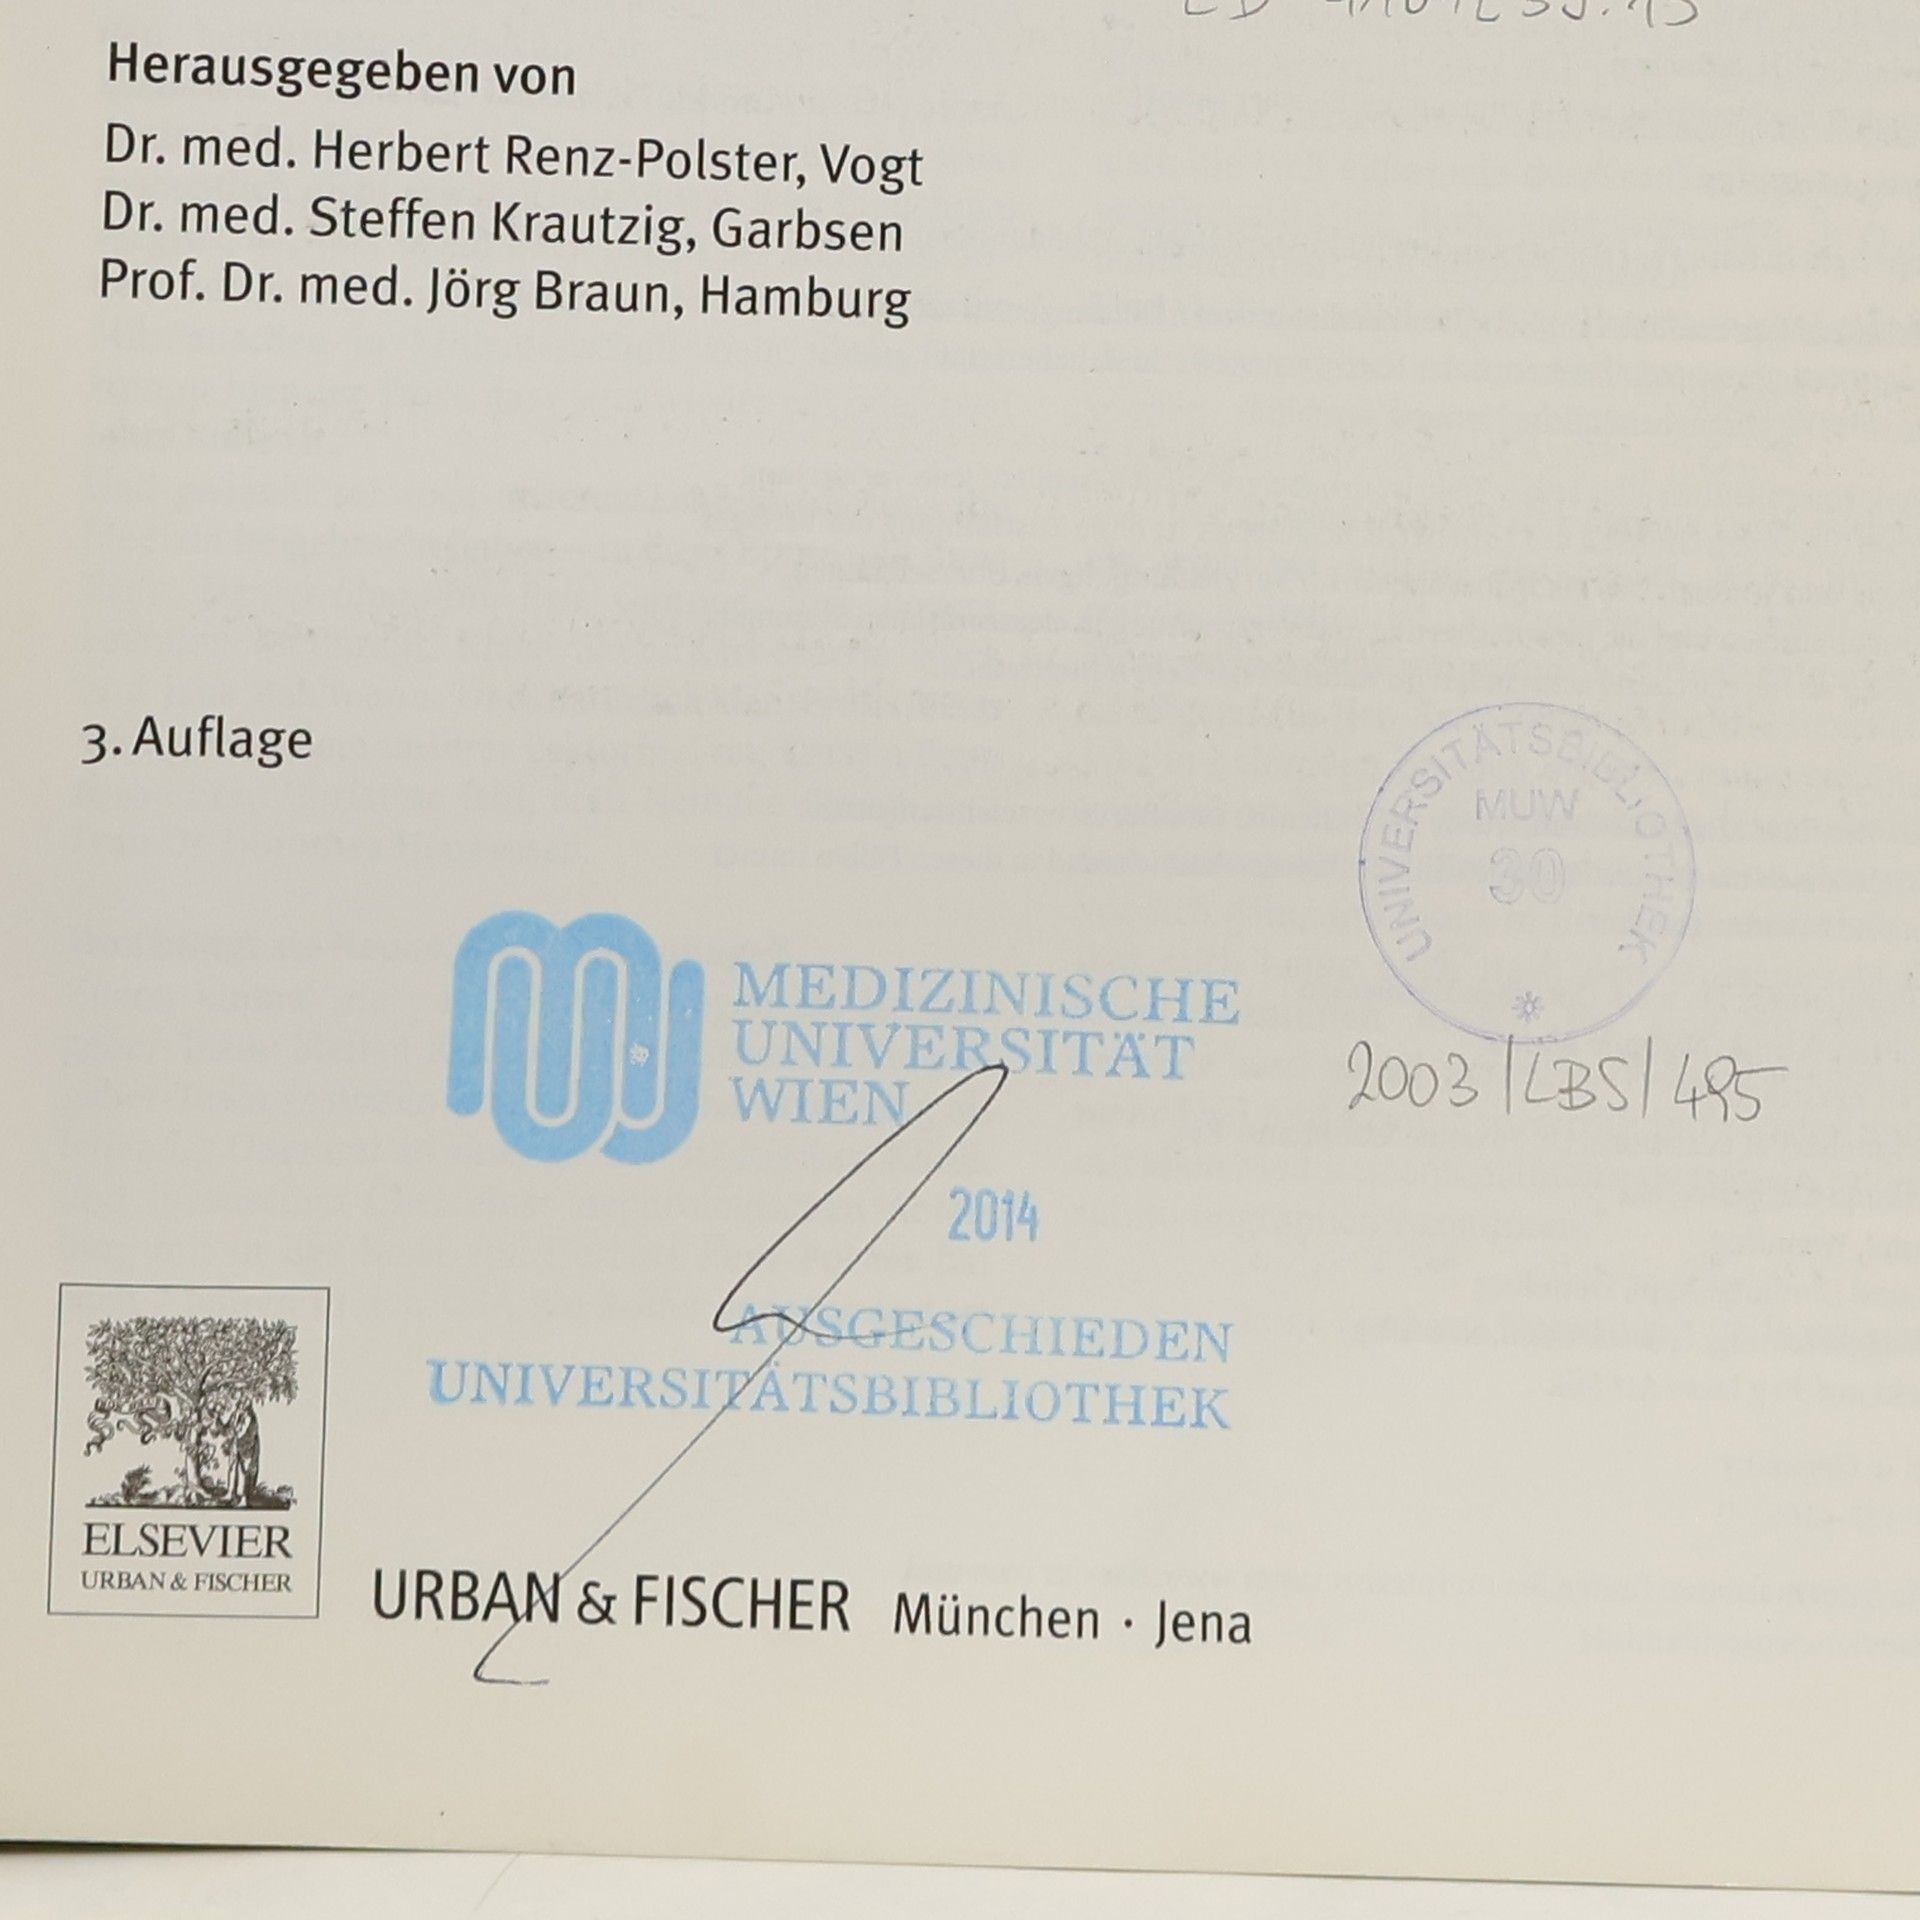 Herausgegeben von
Dr. med. Herbert Renz-Polster, Vogt
Dr. med. Steffen Krautzig, Garbsen
Prof. Dr. med. Jörg Braun, Hamburg
3. Auflage
UNIVERSITÄTSBIBLIOTHEK
MUW
30
2003/LBS/495
MEDIZINISCHE
UNIVERSITÄT
WIEN
2014
AUSGESCHIEDEN
UNIVERSITÄTSBIBLIOTHEK
ELSEVIER
URBAN & FISCHER
URBAN & FISCHER München · Jena